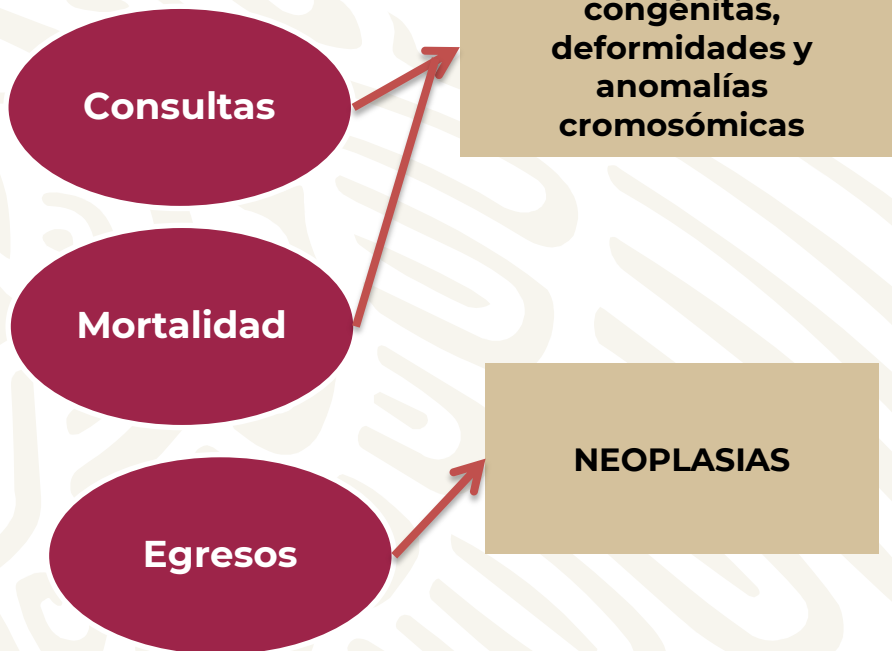 congénitas,
deformidades y
anomalías
cromosómicas
Consultas
Mortalidad
NEOPLASIAS
Egresos